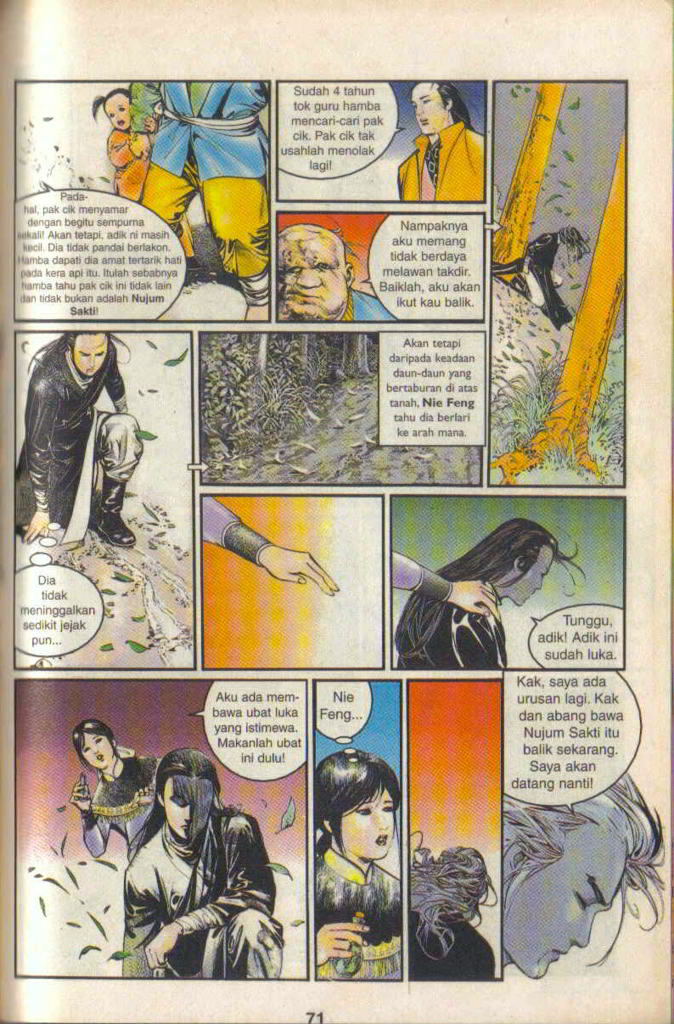 Sudah 4 tahun
tok guru hamba
mencari-cari pak
cik. Pak cik tak
usahlah menolak
lagi!
Pada-
hal, pak cik menyamar
dengan begitu sempurna
sekali! Akan tetapi, adik ni masih
kecil. Dia tidak pandai berlakon.
Hamba dapati dia amat tertarik hati
pada kera api itu. Itulah sebabnya
hamba tahu pak cik ini tidak lain
dan tidak bukan adalah Nujum
Sakti!
Nampaknya
aku memang
tidak berdaya
melawan takdir.
Baiklah, aku akan
ikut kau balik.
Akan tetapi
daripada keadaan
daun-daun yang
bertaburan di atas
tanah, Nie Feng
tahu dia berlari
ke arah mana.
Dia
tidak
meninggalkan
sedikit jejak
pun...
Tunggu,
adik! Adik ini
sudah luka.
Aku ada mem-
bawa ubat luka
yang istimewa.
Makanlah ubat
ini dulu!
Nie
Feng...
Kak, saya ada
urusan lagi. Kak
dan abang bawa
Nujum Sakti itu
balik sekarang.
Saya akan
datang nanti!
71